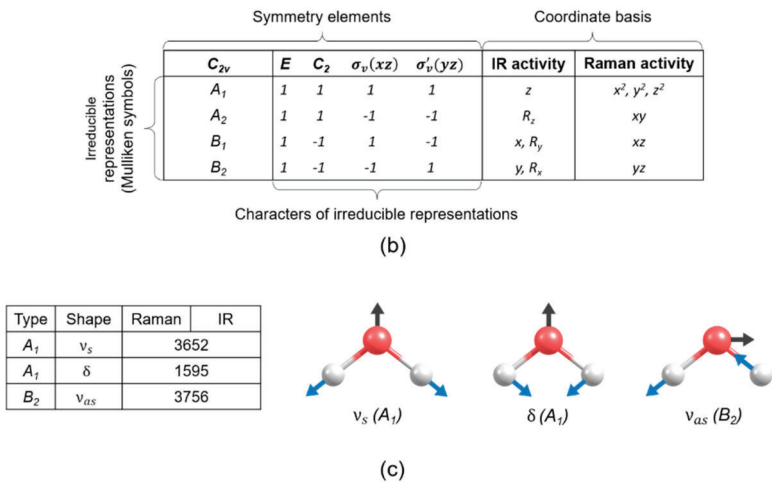 Symmetry elements Coordinate basis
C₂ᵥ E C₂ σᵥ(xz) σ′ᵥ(yz) IR activity Raman activity
A₁ 1 1 1 1 z x², y², z²
A₂ 1 1 -1 -1 R_z xy
B₁ 1 -1 1 -1 x, R_y xz
B₂ 1 -1 -1 1 y, Rₓ yz
Irreducible
representations
(Mulliken symbols)
Characters of irreducible representations
(b)
Type Shape Raman IR
A₁ νₛ 3652
A₁ δ 1595
B₂ νₐₛ 3756
νₛ (A₁) δ (A₁) νₐₛ (B₂)
(c)